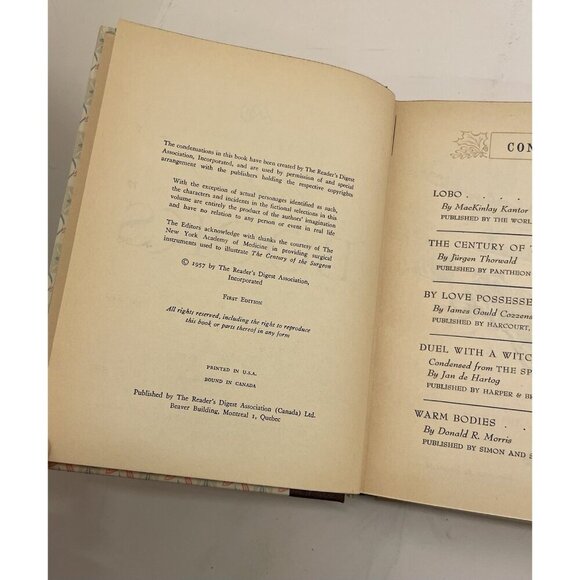 The condensations in this book have been created by The Reader's Digest
Association, Incorporated, and are used by permission of and special
arrangement with the publishers holding the respective copyrights
With the exception of actual personages identified as such,
the characters and incidents in the fictional selections in this
volume are entirely the product of the authors' imagination
and have no relation to any person or event in real life
The Editors acknowledge with thanks the courtesy of The
New York Academy of Medicine in providing surgical
instruments used to illustrate The Century of the Surgeon
© 1957 by The Reader's Digest Association,
Incorporated
FIRST EDITION
All rights reserved, including the right to reproduce
this book or parts thereof in any form
PRINTED IN U.S.A.
BOUND IN CANADA
Published by The Reader's Digest Association (Canada) Ltd.
Beaver Building, Montreal 1, Quebec
CON
LOBO . . . .
By MacKinlay Kantor
PUBLISHED BY THE WORL
THE CENTURY OF T
By Jürgen Thorwald
PUBLISHED BY PANTHEON
BY LOVE POSSESSE
By James Gould Cozzens
PUBLISHED BY HARCOURT,
DUEL WITH A WITC
Condensed from THE SP
By Jan de Hartog
PUBLISHED BY HARPER & BR
WARM BODIES . .
By Donald R. Morris
PUBLISHED BY SIMON AND S